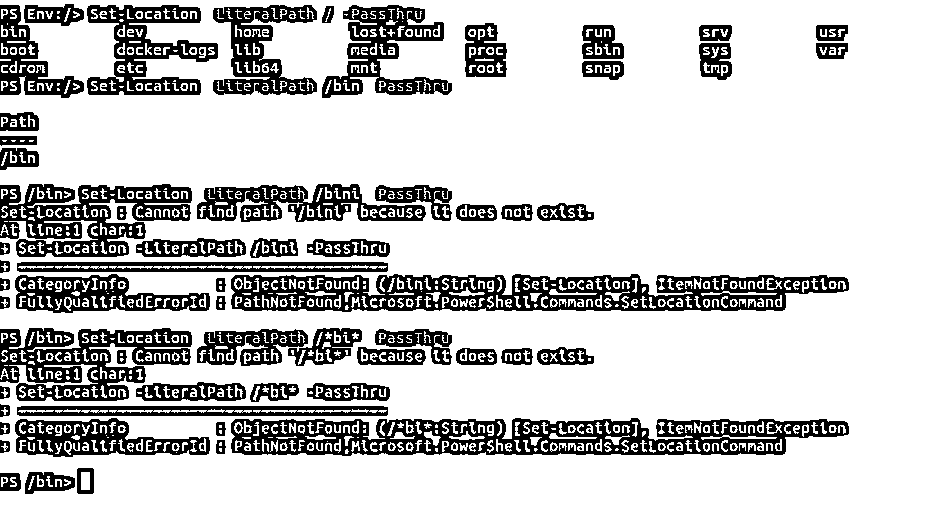 PS Env:/> Set-Location -LiteralPath / -PassThru
bin dev home lost+found opt run srv usr
boot docker-logs lib media proc sbin sys var
cdrom etc lib64 mnt root snap tmp
PS Env:/> Set-Location -LiteralPath /bin -PassThru
Path
----
/bin
PS /bin> Set-Location -LiteralPath /bini -PassThru
Set-Location : Cannot find path '/bini' because it does not exist.
At line:1 char:1
+ Set-Location -LiteralPath /bini -PassThru
+ ~~~~~~~~~~~~~~~~~~~~~~~~~~~~~~~~~~~~~~~~~
+ CategoryInfo : ObjectNotFound: (/bini:String) [Set-Location], ItemNotFoundException
+ FullyQualifiedErrorId : PathNotFound,Microsoft.PowerShell.Commands.SetLocationCommand
PS /bin> Set-Location -LiteralPath /*bi* -PassThru
Set-Location : Cannot find path '/*bi*' because it does not exist.
At line:1 char:1
+ Set-Location -LiteralPath /*bi* -PassThru
+ ~~~~~~~~~~~~~~~~~~~~~~~~~~~~~~~~~~~~~~~~~
+ CategoryInfo : ObjectNotFound: (/*bi*:String) [Set-Location], ItemNotFoundException
+ FullyQualifiedErrorId : PathNotFound,Microsoft.PowerShell.Commands.SetLocationCommand
PS /bin>